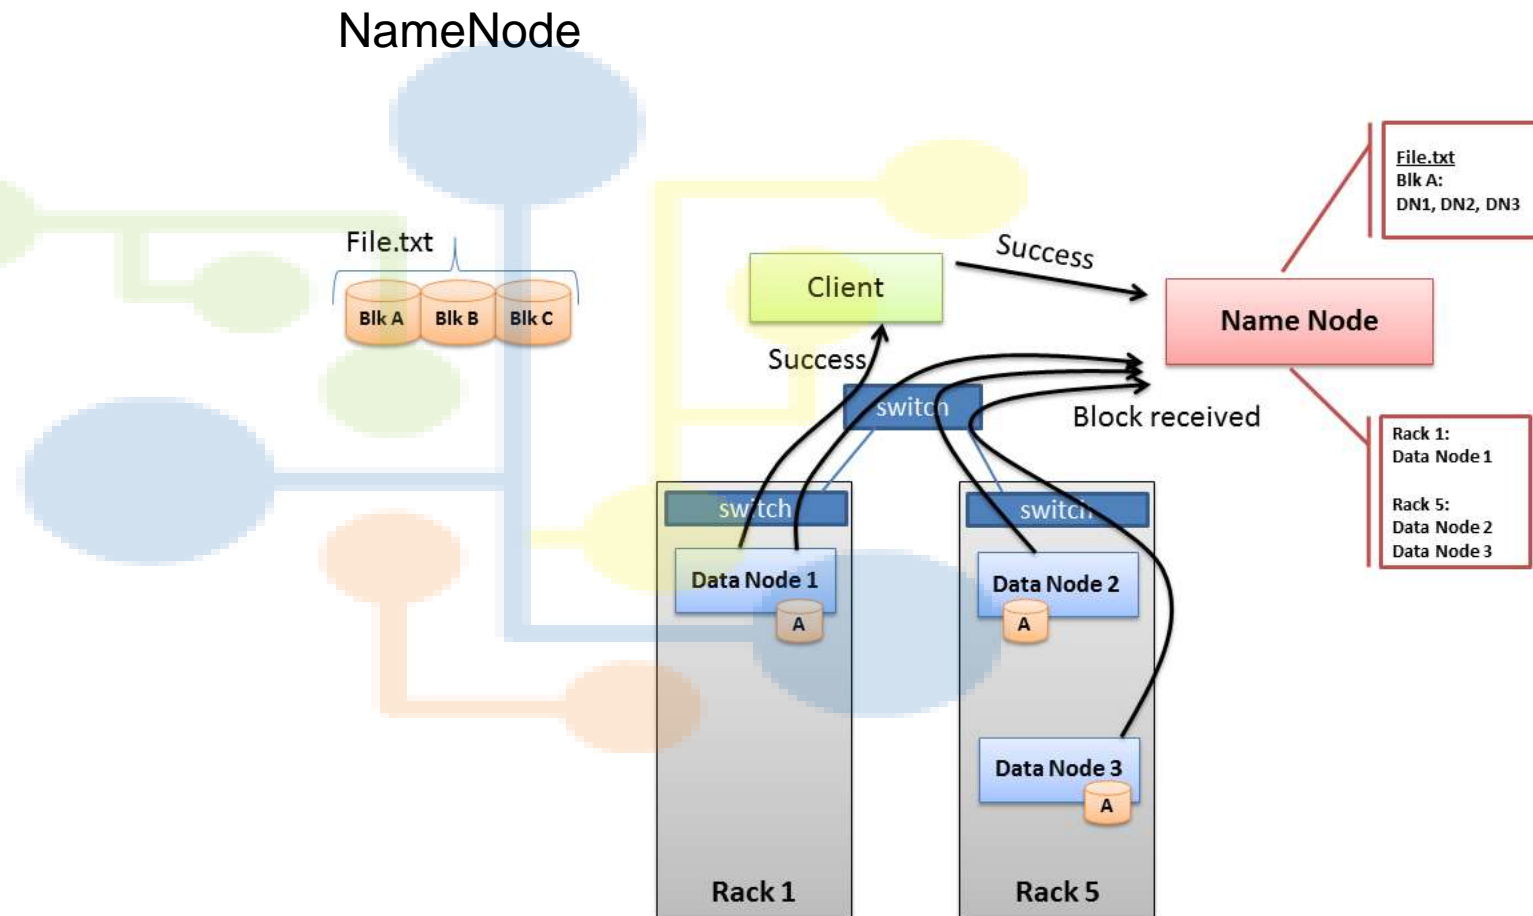 NameNode
File.txt
Blk A
Blk B
Blk C
Client
Success
Name Node
File.txt
Blk A:
DN1, DN2, DN3
Success
switch
Block received
Rack 1:
Data Node 1
Rack 5:
Data Node 2
Data Node 3
switch
Data Node 1
A
Rack 1
switch
Data Node 2
A
Data Node 3
A
Rack 5